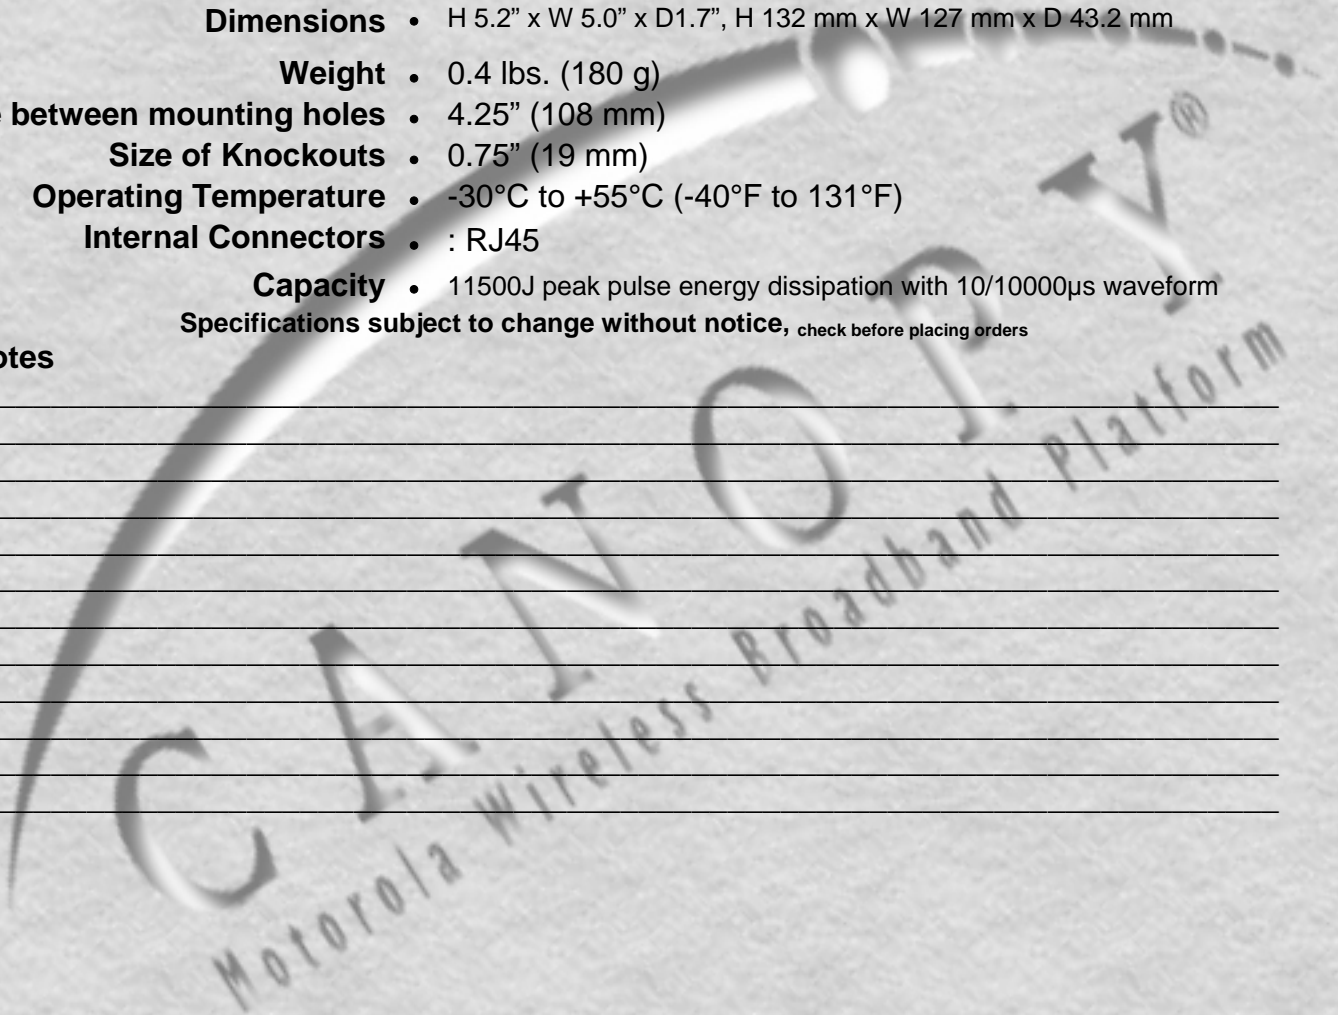 Dimensions • H 5.2” x W 5.0” x D1.7”, H 132 mm x W 127 mm x D 43.2 mm
Weight • 0.4 lbs. (180 g)
between mounting holes • 4.25” (108 mm)
Size of Knockouts • 0.75” (19 mm)
Operating Temperature • -30°C to +55°C (-40°F to 131°F)
Internal Connectors • : RJ45
Capacity • 11500J peak pulse energy dissipation with 10/10000µs waveform
Specifications subject to change without notice, check before placing orders
otes
CANOPY®
Motorola Wireless Broadband Platform